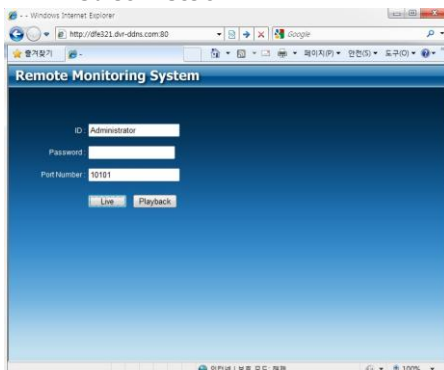 - - Windows Internet Explorer
http://dfe321.dvr-ddns.com:80
Google
즐겨찾기
페이지(P)
안전(S)
도구(O)
Remote Monitoring System
ID :
Administrator
Password :
Port Number :
10101
Live
Playback
100%